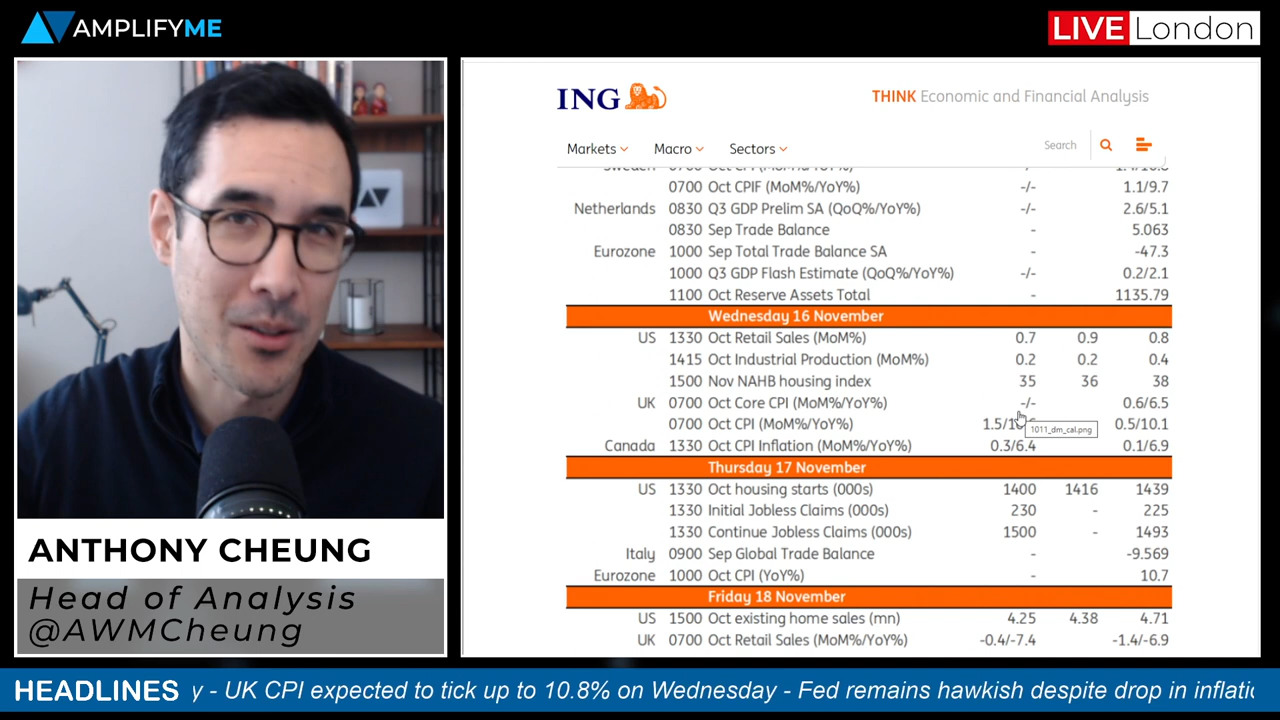 AMPLIFYME
LIVE London
ING
THINK Economic and Financial Analysis
Markets Macro Sectors Search
0700 Oct CPIF (MoM%/YoY%) -/- 1.1/9.7
Netherlands 0830 Q3 GDP Prelim SA (QoQ%/YoY%) -/- 2.6/5.1
0830 Sep Trade Balance - 5.063
Eurozone 1000 Sep Total Trade Balance SA - -47.3
1000 Q3 GDP Flash Estimate (QoQ%/YoY%) -/- 0.2/2.1
1100 Oct Reserve Assets Total - 1135.79
Wednesday 16 November
US 1330 Oct Retail Sales (MoM%) 0.7 0.9 0.8
1415 Oct Industrial Production (MoM%) 0.2 0.2 0.4
1500 Nov NAHB housing index 35 36 38
UK 0700 Oct Core CPI (MoM%/YoY%) -/- 0.6/6.5
0700 Oct CPI (MoM%/YoY%) 0.5/10.1
1011_dm_cal.png
Canada 1330 Oct CPI Inflation (MoM%/YoY%) 0.3/6.4 0.1/6.9
Thursday 17 November
US 1330 Oct housing starts (000s) 1400 1416 1439
1330 Initial Jobless Claims (000s) 230 - 225
1330 Continue Jobless Claims (000s) 1500 - 1493
Italy 0900 Sep Global Trade Balance - -9.569
Eurozone 1000 Oct CPI (YoY%) - 10.7
Friday 18 November
US 1500 Oct existing home sales (mn) 4.25 4.38 4.71
UK 0700 Oct Retail Sales (MoM%/YoY%) -0.4/-7.4 -1.4/-6.9
ANTHONY CHEUNG
Head of Analysis
@AWMCheung
HEADLINES y - UK CPI expected to tick up to 10.8% on Wednesday - Fed remains hawkish despite drop in inflatic